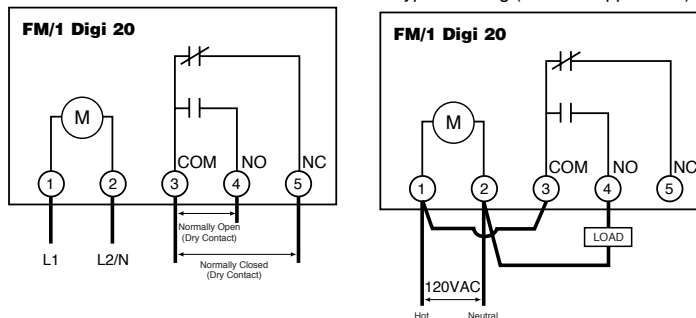 FM/1 Digi 20
M
COM NO NC
1 2 3 4 5
Normally Open
(Dry Contact)
L1 L2/N
Normally Closed
(Dry Contact)
FM/1 Digi 20
M
COM NO NC
1 2 3 4 5
LOAD
120VAC
Hot Neutral